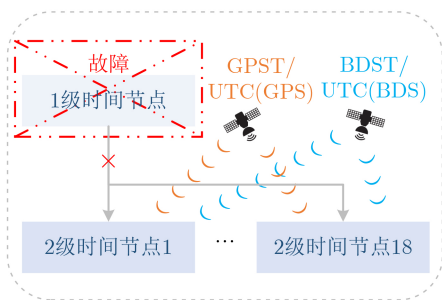 故障
1级时间节点
GPST/
UTC(GPS)
BDST/
UTC(BDS)
2级时间节点1
...
2级时间节点18